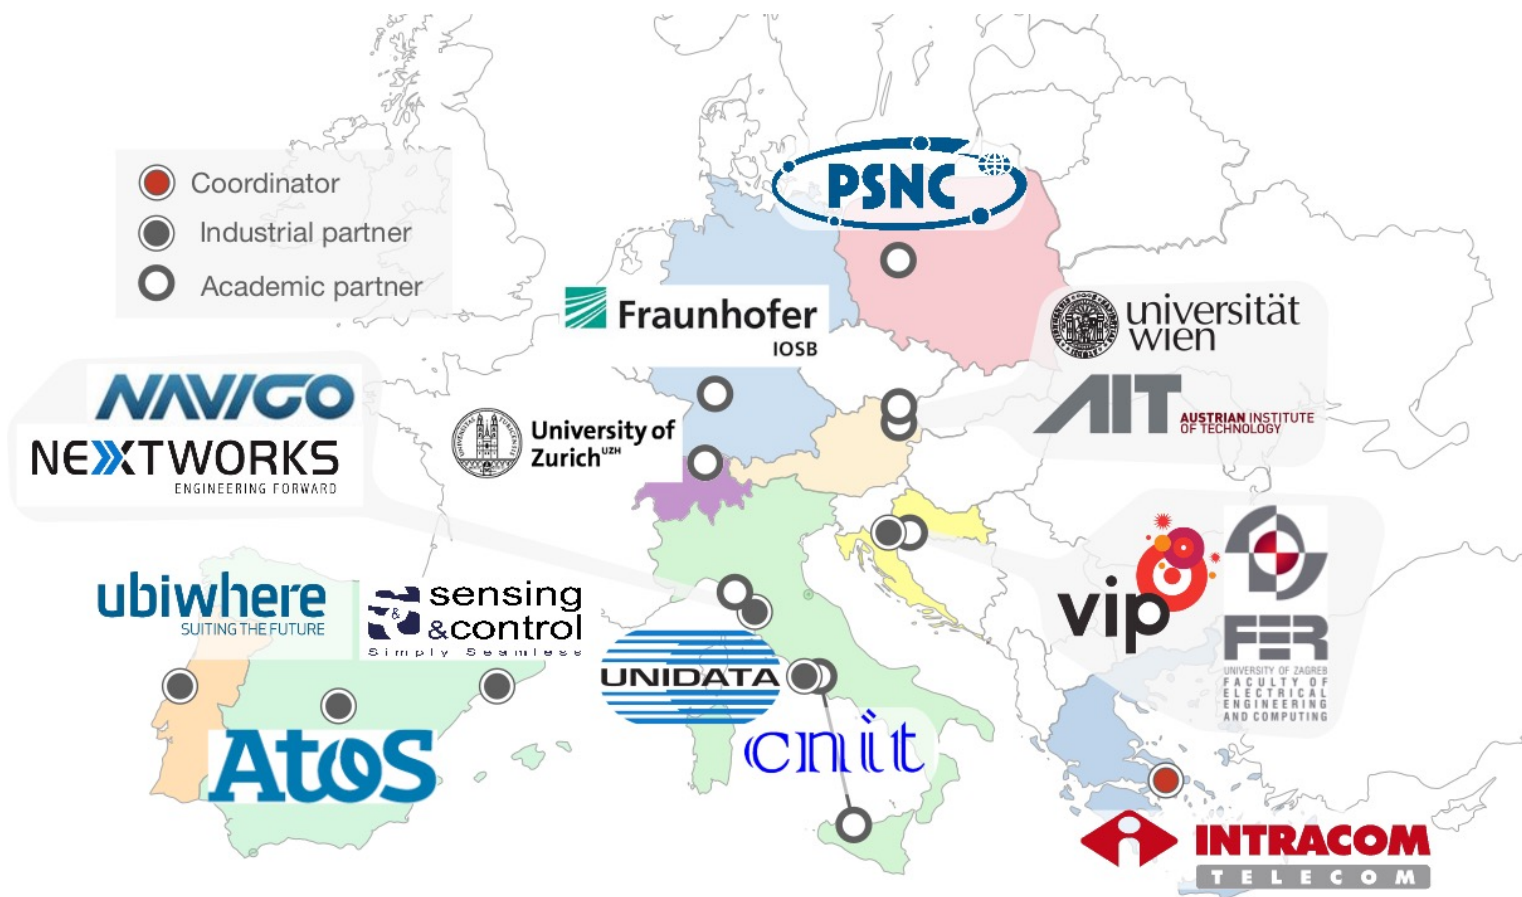 PSNC
Coordinator
Industrial partner
Academic partner
Fraunhofer
IOSB
universität
wien
AIT AUSTRIAN INSTITUTE
OF TECHNOLOGY
NAVIGO
NEXTWORKS
ENGINEERING FORWARD
University of
Zurich UZH
vip
FER
UNIVERSITY OF ZAGREB
FACULTY OF
ELECTRICAL
ENGINEERING
AND COMPUTING
ubiwhere
SUITING THE FUTURE
sensing
&control
Simply Seamless
&
UNIDATA
cnit
Atos
INTRACOM
TELECOM